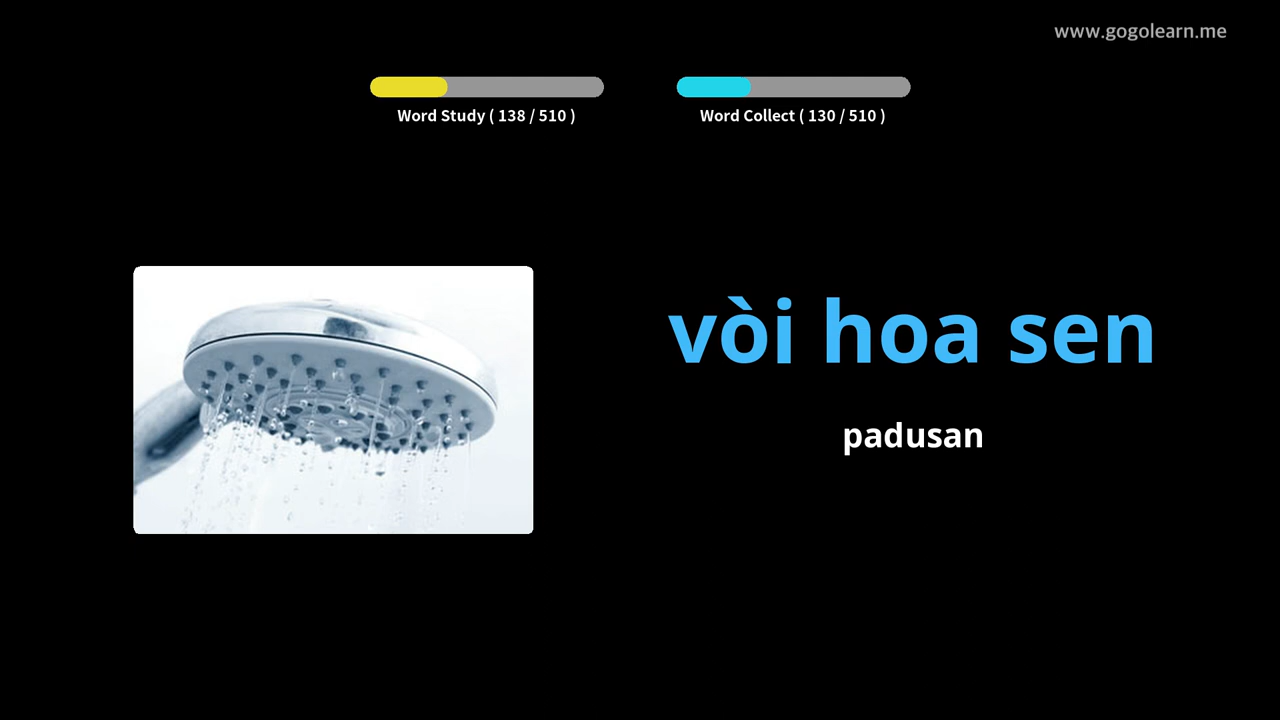 www.gogolearn.me
Word Study ( 138 / 510 )
Word Collect ( 130 / 510 )
vòi hoa sen
padusan